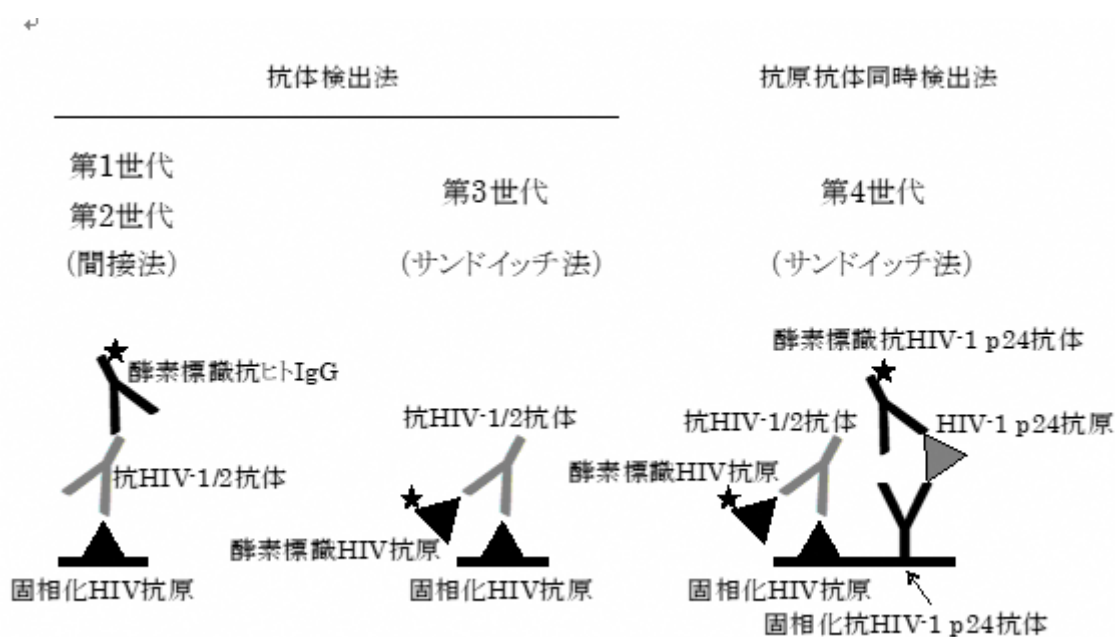 抗体検出法
抗原抗体同時検出法
第1世代
第2世代
(間接法)
第3世代
(サンドイッチ法)
第4世代
(サンドイッチ法)
酵素標識抗ヒトIgG
抗HIV-1/2抗体
固相化HIV抗原
抗HIV-1/2抗体
酵素標識HIV抗原
固相化HIV抗原
酵素標識抗HIV-1 p24抗体
抗HIV-1/2抗体
HIV-1 p24抗原
酵素標識HIV抗原
固相化HIV抗原
固相化抗HIV-1 p24抗体